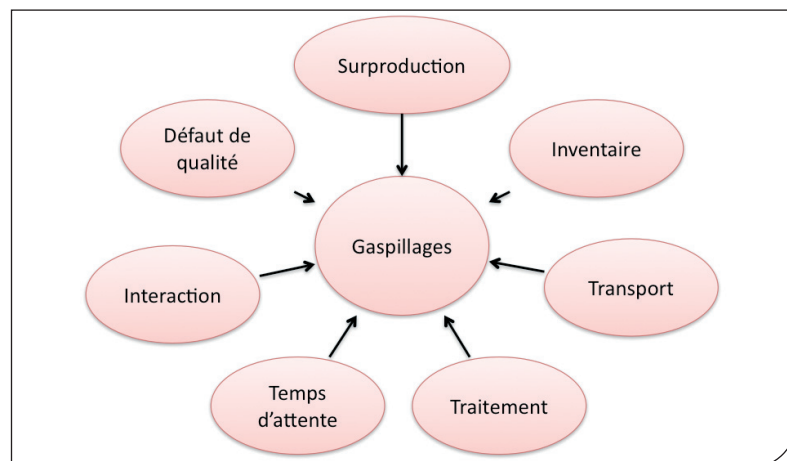 Surproduction
Défaut de
qualité
Inventaire
Gaspillages
Interaction
Transport
Temps
d’attente
Traitement